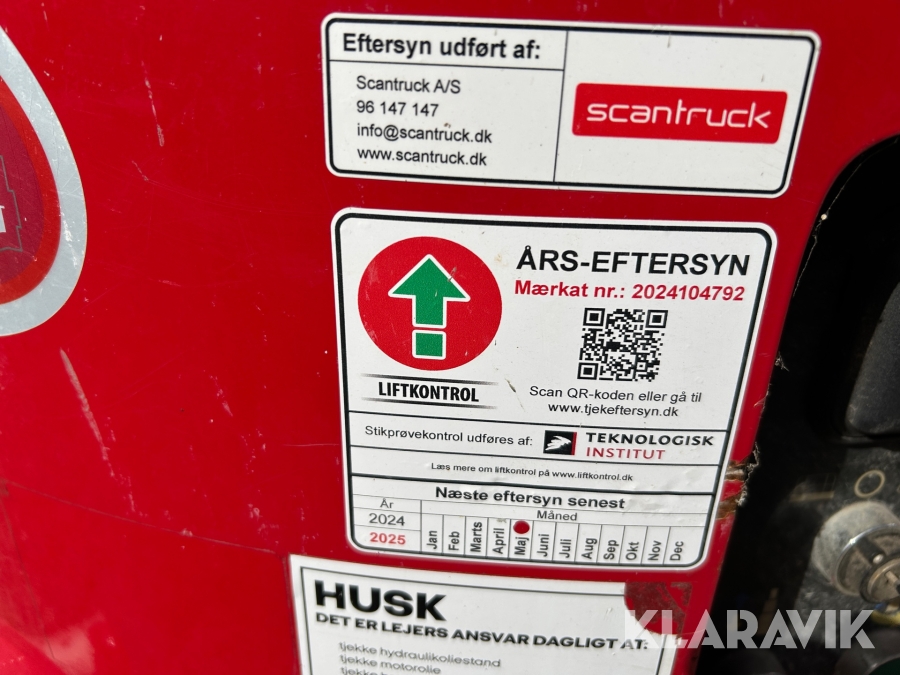 Eftersyn udført af:
Scantruck A/S
96 147 147
info@scantruck.dk
www.scantruck.dk
scantruck
ÅRS-EFTERSYN
Mærkat nr.: 2024104792
LIFTKONTROL
Scan QR-koden eller gå til
www.tjekeftersyn.dk
Stikprøvekontrol udføres af:
TEKNOLOGISK
INSTITUT
Læs mere om liftkontrol på www.liftkontrol.dk
Næste eftersyn senest
År
Måned
2024
2025
Jan
Feb
Marts
April
Maj
Juni
Juli
Aug
Sep
Okt
Nov
Dec
HUSK
DET ER LEJERS ANSVAR DAGLIGT AT:
tjekke hydraulikoliestand
tjekke motorolie
KLARAVIK